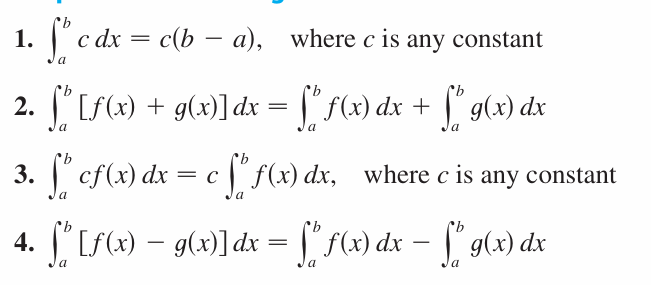 1. ∫_a^b c dx = c(b − a), where c is any constant
2. ∫_a^b [f(x) + g(x)] dx = ∫_a^b f(x) dx + ∫_a^b g(x) dx
3. ∫_a^b cf(x) dx = c ∫_a^b f(x) dx, where c is any constant
4. ∫_a^b [f(x) − g(x)] dx = ∫_a^b f(x) dx − ∫_a^b g(x) dx